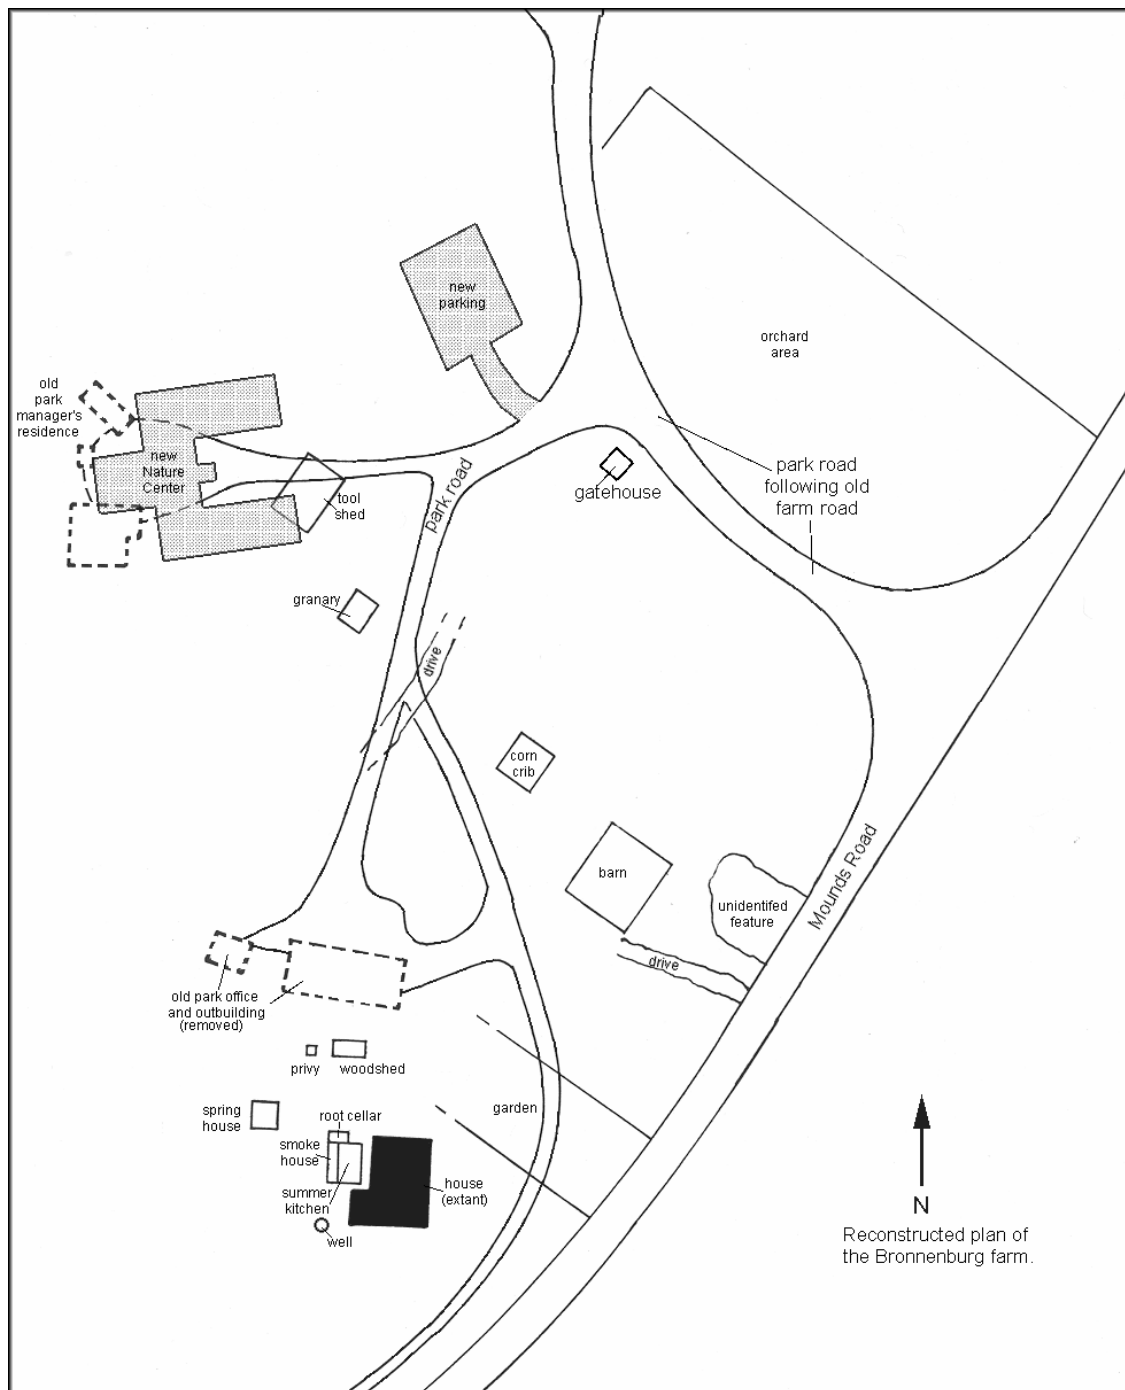 new
parking
orchard
area
old
park
manager's
residence
new
Nature
Center
tool
shed
park road
gatehouse
park road
following old
farm road
granary
drive
corn
crib
barn
unidentifed
feature
Mounds Road
drive
old park office
and outbuilding
(removed)
privy
woodshed
spring
house
root cellar
garden
smoke
house
summer
kitchen
house
(extant)
well
N
Reconstructed plan of
the Bronnenburg farm.